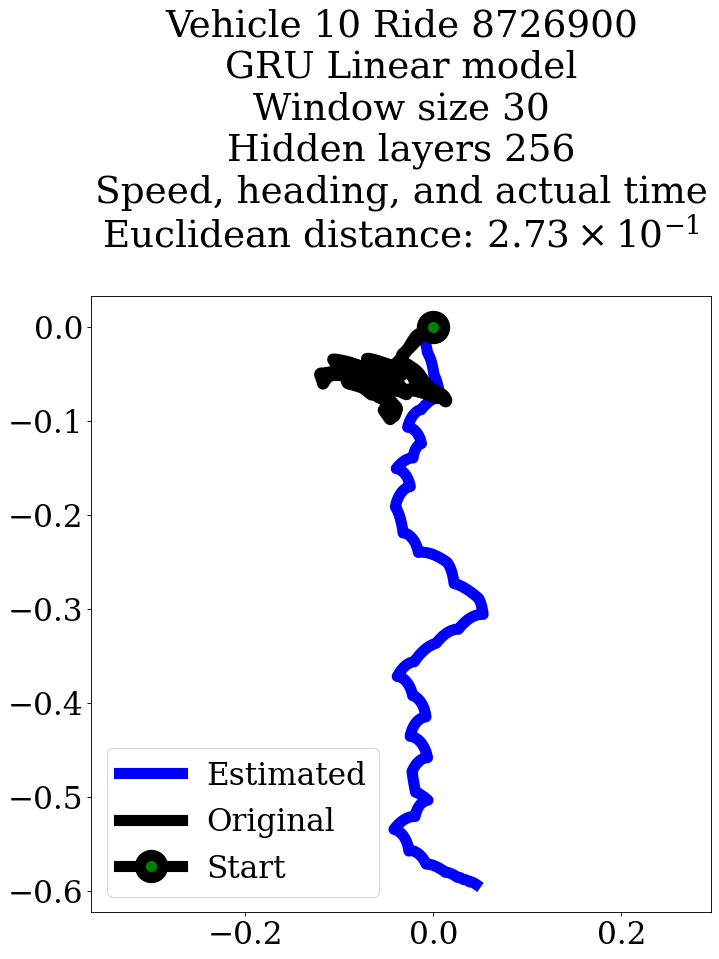 Vehicle 10 Ride 8726900
GRU Linear model
Window size 30
Hidden layers 256
Speed, heading, and actual time
Euclidean distance: 2.73 × 10⁻¹
0.0
−0.1
−0.2
−0.3
−0.4
−0.5
−0.6
Estimated
Original
Start
−0.2 0.0 0.2